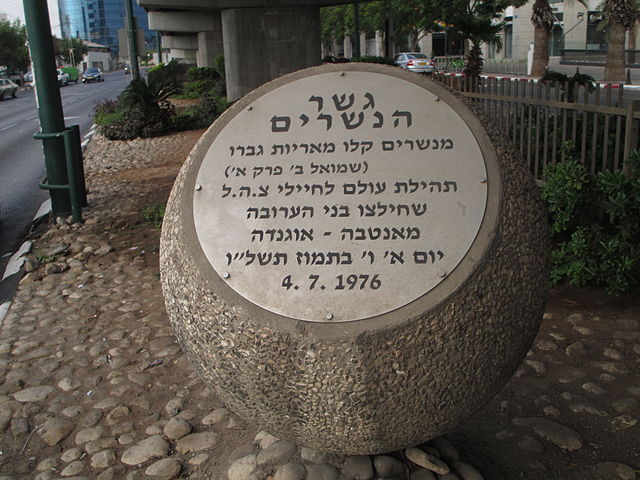 גשר
הנשרים
מנשרים קלו מאריות גברו
(שמואל ב׳ פרק א׳)
תהילת עולם לחיילי צ.ה.ל
שחילצו בני הערובה
מאנטבה - אוגנדה
יום א׳ ו׳ בתמוז תשל״ו
4. 7. 1976